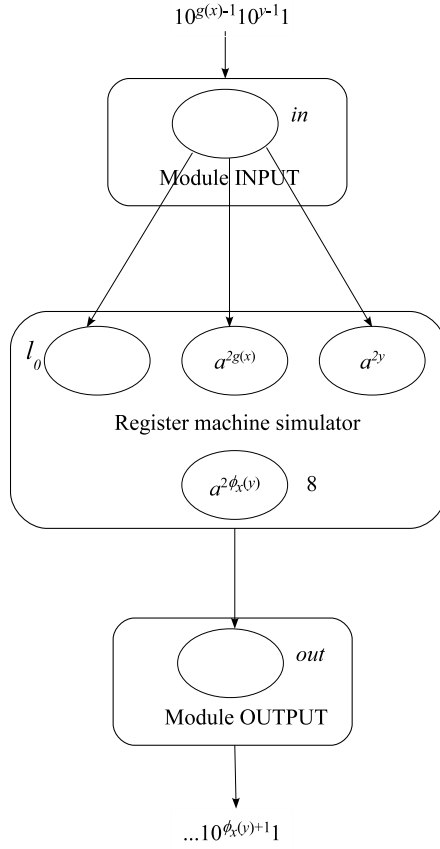 10^{g(x)-1}10^{y-1}1
in
Module INPUT
l_0
a^{2g(x)}
a^{2y}
Register machine simulator
a^{2ϕ_x(y)}
8
out
Module OUTPUT
...10^{ϕ_x(y)+1}1